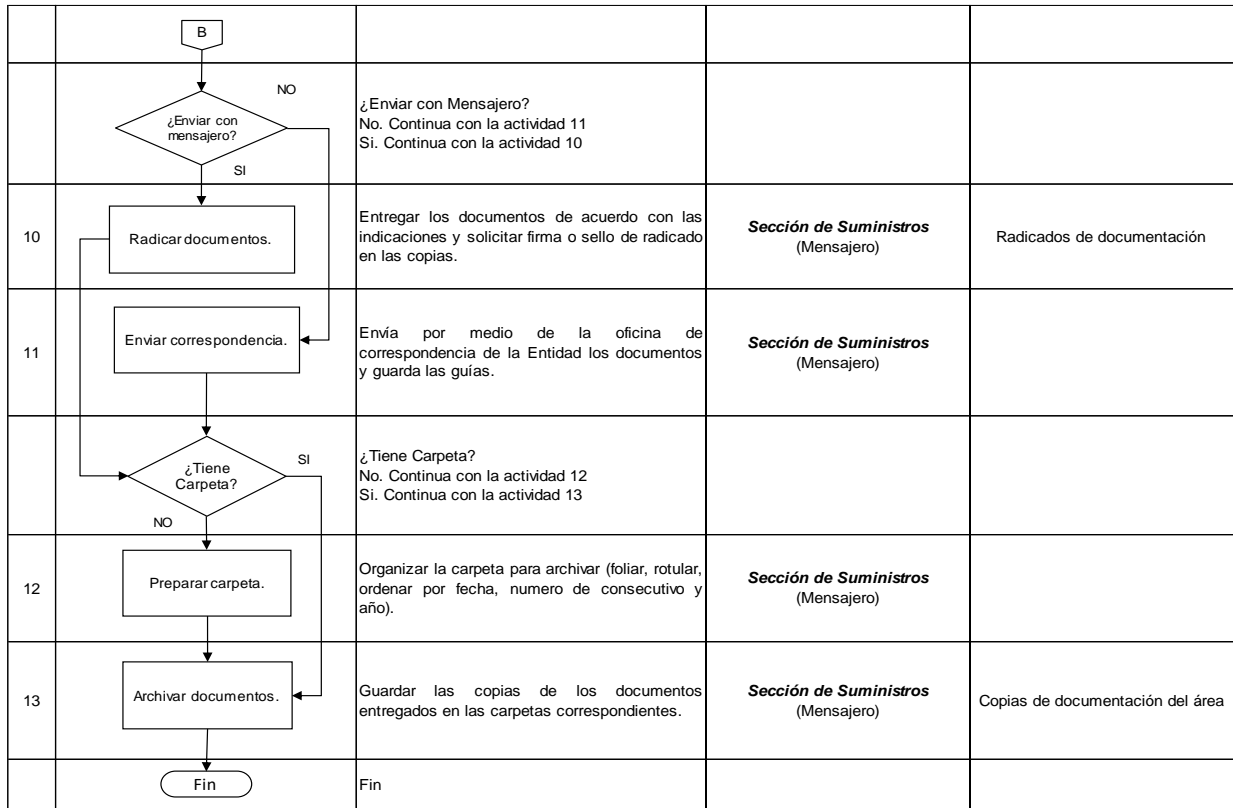 B
NO
¿Enviar con
mensajero?
SI
¿Enviar con Mensajero?
No. Continua con la actividad 11
Si. Continua con la actividad 10
10
Radicar documentos.
Entregar los documentos de acuerdo con las
indicaciones y solicitar firma o sello de radicado
en las copias.
Sección de Suministros
(Mensajero)
Radicados de documentación
11
Enviar correspondencia.
Envía por medio de la oficina de
correspondencia de la Entidad los documentos
y guarda las guías.
Sección de Suministros
(Mensajero)
¿Tiene
Carpeta?
SI
NO
¿Tiene Carpeta?
No. Continua con la actividad 12
Si. Continua con la actividad 13
12
Preparar carpeta.
Organizar la carpeta para archivar (foliar, rotular,
ordenar por fecha, numero de consecutivo y
año).
Sección de Suministros
(Mensajero)
13
Archivar documentos.
Guardar las copias de los documentos
entregados en las carpetas correspondientes.
Sección de Suministros
(Mensajero)
Copias de documentación del área
Fin
Fin